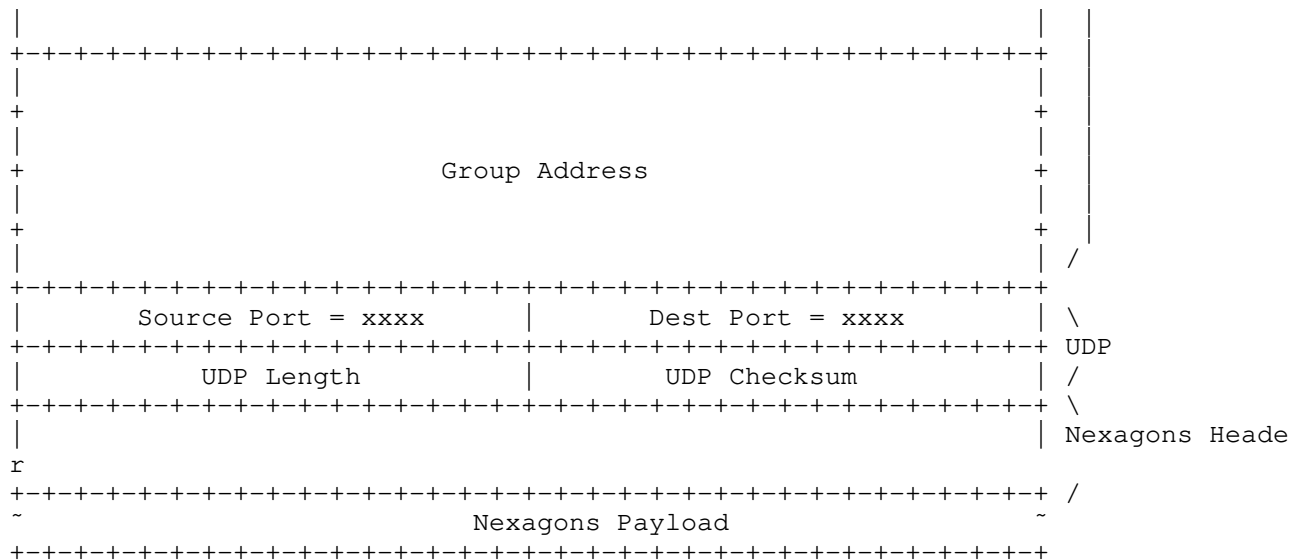 |                                                               |  |
+-+-+-+-+-+-+-+-+-+-+-+-+-+-+-+-+-+-+-+-+-+-+-+-+-+-+-+-+-+-+-+-+  |
|                                                               |  |
+                                                               +  |
|                                                               |  |
+                          Group Address                        +  |
|                                                               |  |
+                                                               +  |
|                                                               | /
+-+-+-+-+-+-+-+-+-+-+-+-+-+-+-+-+-+-+-+-+-+-+-+-+-+-+-+-+-+-+-+-+
|       Source Port = xxxx      |       Dest Port = xxxx        | \
+-+-+-+-+-+-+-+-+-+-+-+-+-+-+-+-+-+-+-+-+-+-+-+-+-+-+-+-+-+-+-+-+ UDP
|           UDP Length          |        UDP Checksum           | /
+-+-+-+-+-+-+-+-+-+-+-+-+-+-+-+-+-+-+-+-+-+-+-+-+-+-+-+-+-+-+-+-+ \
|                                                               | Nexagons Heade
r
+-+-+-+-+-+-+-+-+-+-+-+-+-+-+-+-+-+-+-+-+-+-+-+-+-+-+-+-+-+-+-+-+ /
~                            Nexagons Payload                   ~
+-+-+-+-+-+-+-+-+-+-+-+-+-+-+-+-+-+-+-+-+-+-+-+-+-+-+-+-+-+-+-+-+